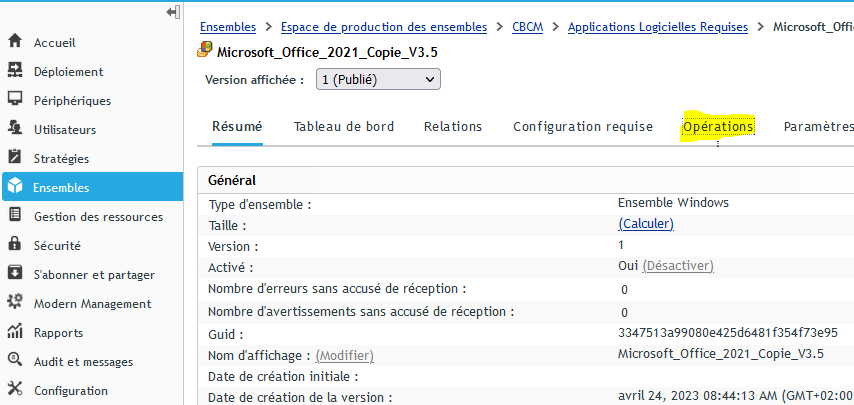 Ensembles > Espace de production des ensembles > CBCM > Applications Logicielles Requises > Microsoft_Offi
Microsoft_Office_2021_Copie_V3.5
Version affichée : 1 (Publié)
Accueil
Déploiement
Périphériques
Utilisateurs
Stratégies
Ensembles
Gestion des ressources
Sécurité
S'abonner et partager
Modern Management
Rapports
Audit et messages
Configuration
Résumé Tableau de bord Relations Configuration requise Opérations Paramètres
Général
Type d'ensemble : Ensemble Windows
Taille : (Calculer)
Version : 1
Activé : Oui (Désactiver)
Nombre d'erreurs sans accusé de réception : 0
Nombre d'avertissements sans accusé de réception : 0
Guid : 3347513a99080e425d6481f354f73e95
Nom d'affichage : (Modifier) Microsoft_Office_2021_Copie_V3.5
Date de création initiale :
Date de création de la version : avril 24, 2023 08:44:13 AM (GMT+02:00